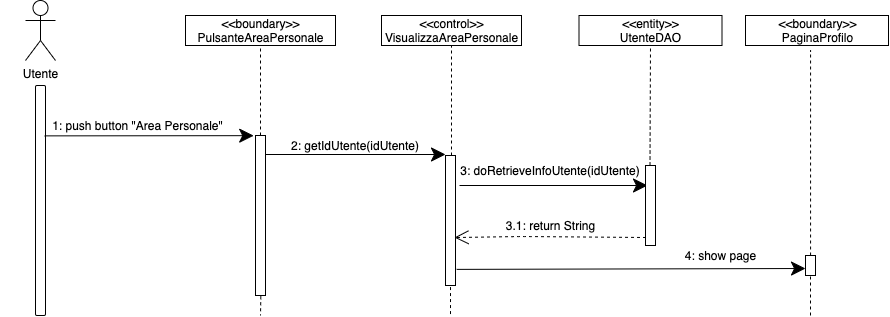 <<boundary>>
PulsanteAreaPersonale
<<control>>
VisualizzaAreaPersonale
<<entity>>
UtenteDAO
<<boundary>>
PaginaProfilo
Utente
1: push button "Area Personale"
2: getIdUtente(idUtente)
3: doRetrieveInfoUtente(idUtente)
3.1: return String
4: show page